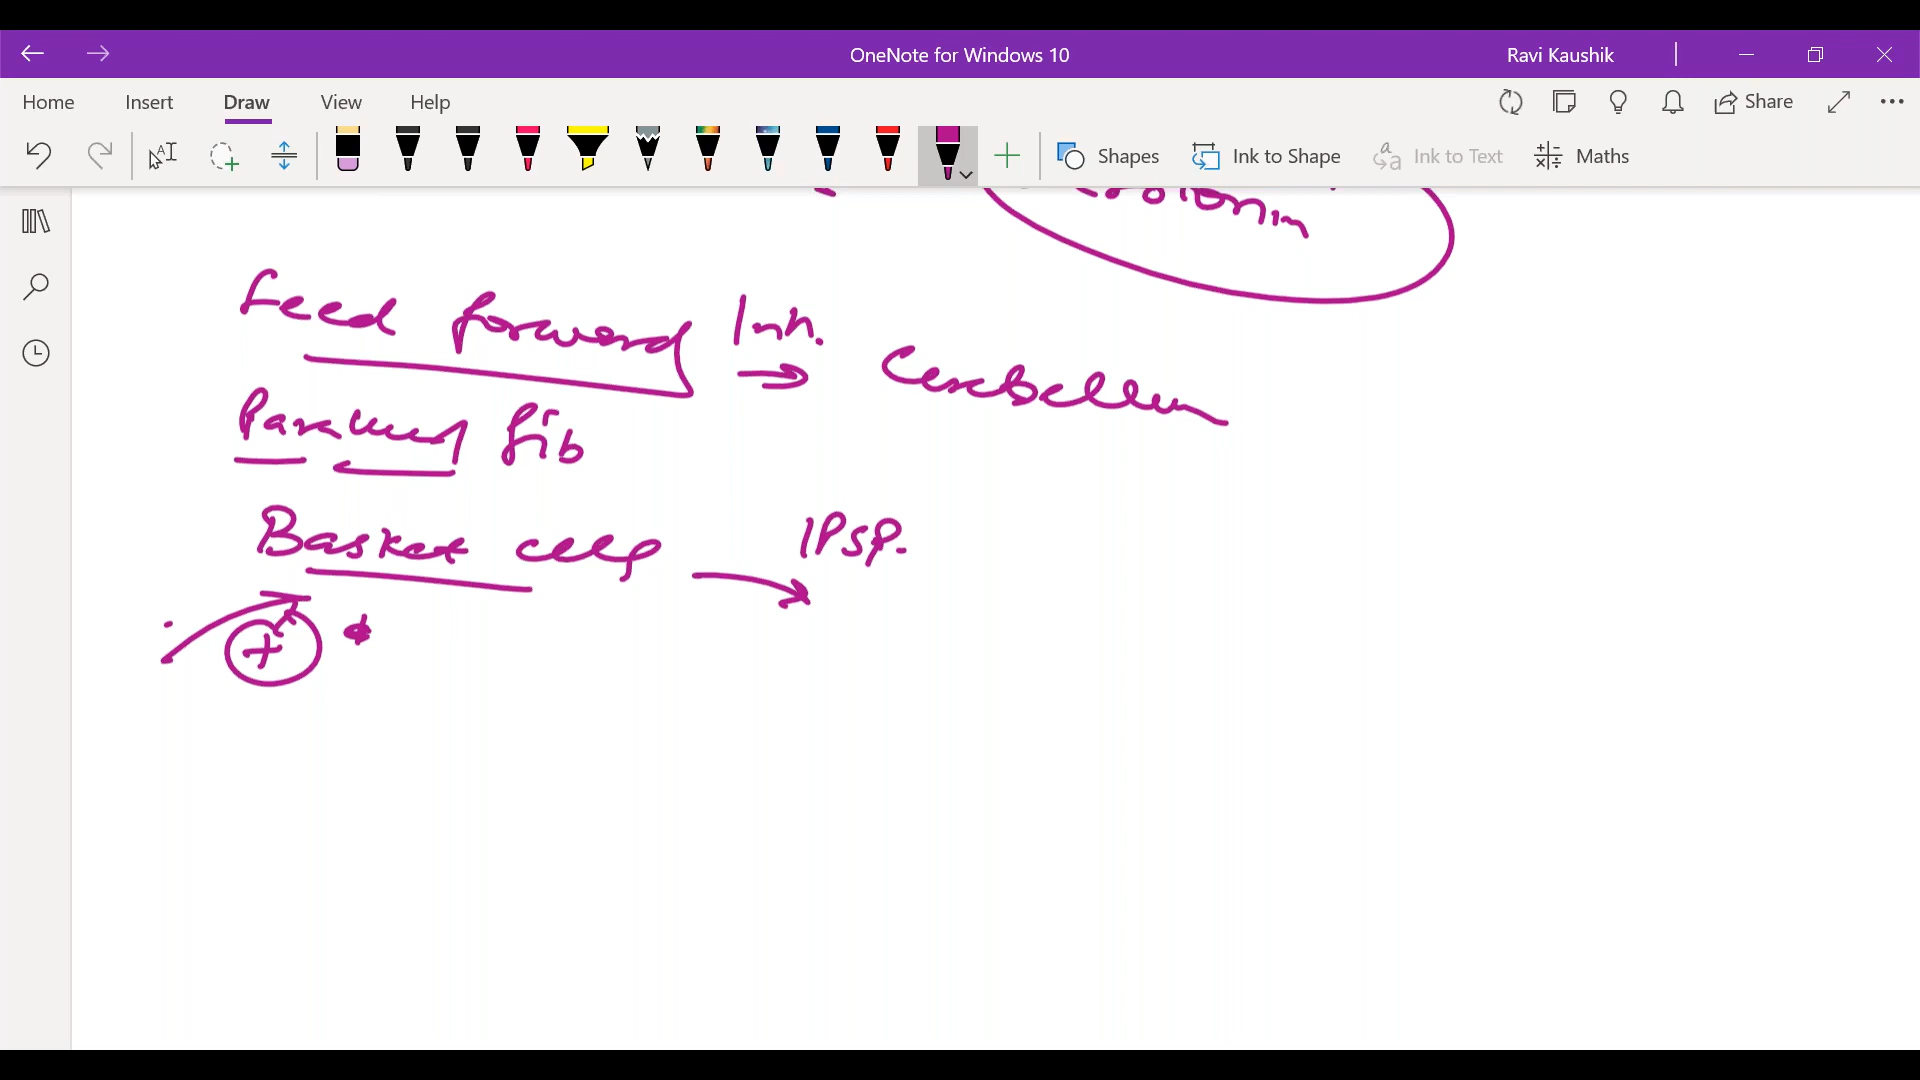 OneNote for Windows 10
Ravi Kaushik
Home Insert Draw View Help
Share
Shapes Ink to Shape Ink to Text Maths
Feed forward Inh.
Cerebellum
Parallel fib
Basket cells IPSP.
+